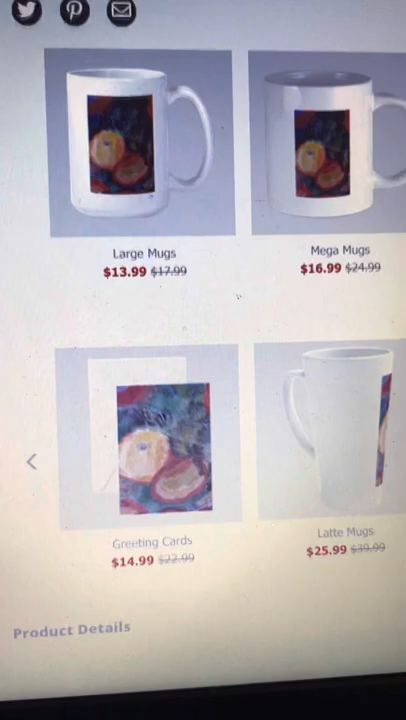 Large Mugs
$13.99 $17.99
Mega Mugs
$16.99 $24.99
Greeting Cards
$14.99 $22.99
Latte Mugs
$25.99 $39.99
Product Details